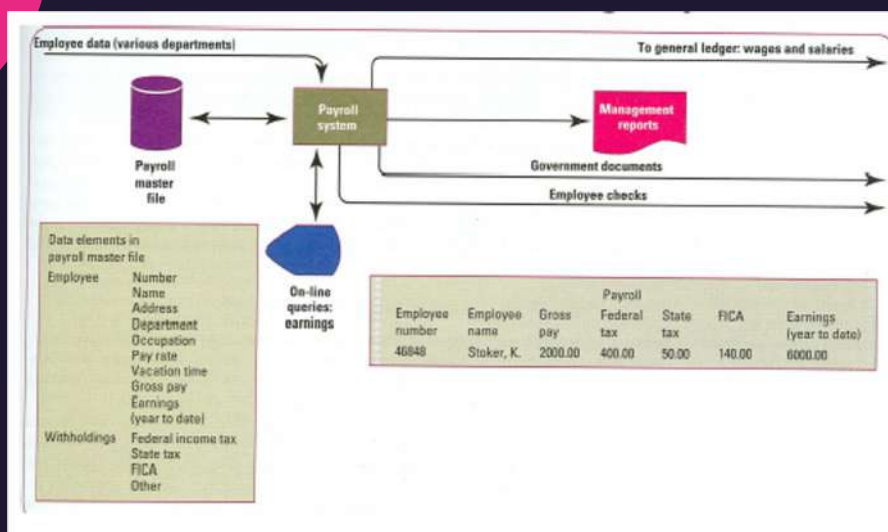 Employee data (various departments)
To general ledger: wages and salaries
Payroll
system
Management
reports
Payroll
master
file
Government documents
Employee checks
On-line
queries:
earnings
Data elements in
payroll master file
Employee Number
Name
Address
Department
Occupation
Pay rate
Vacation time
Gross pay
Earnings
(year to date)
Withholdings Federal income tax
State tax
FICA
Other
Payroll
Employee number Employee name Gross pay Federal tax State tax FICA Earnings (year to date)
46848 Stoker, K. 2000.00 400.00 50.00 140.00 6000.00